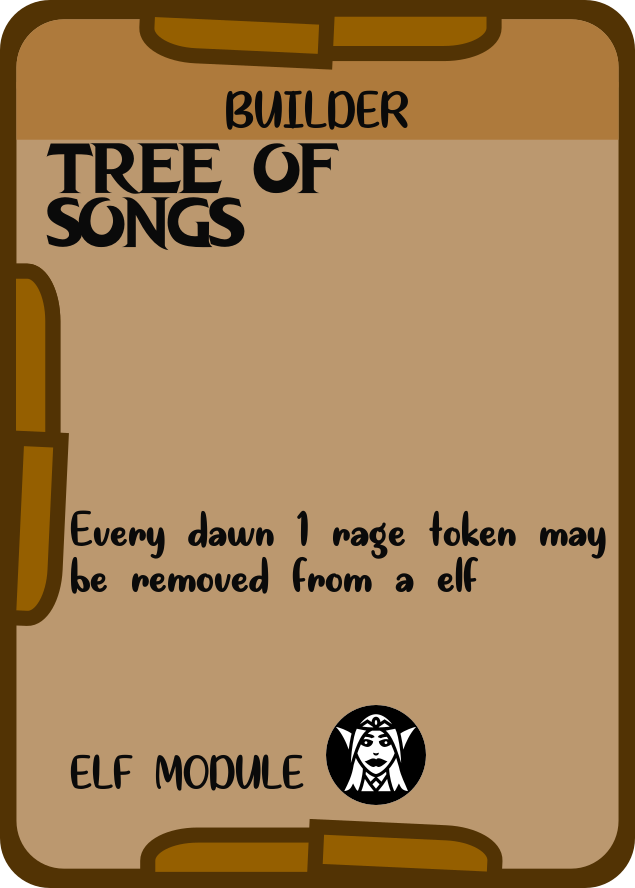 BUILDER
TREE OF
SONGS
Every dawn 1 rage token may
be removed from a elf
ELF MODULE